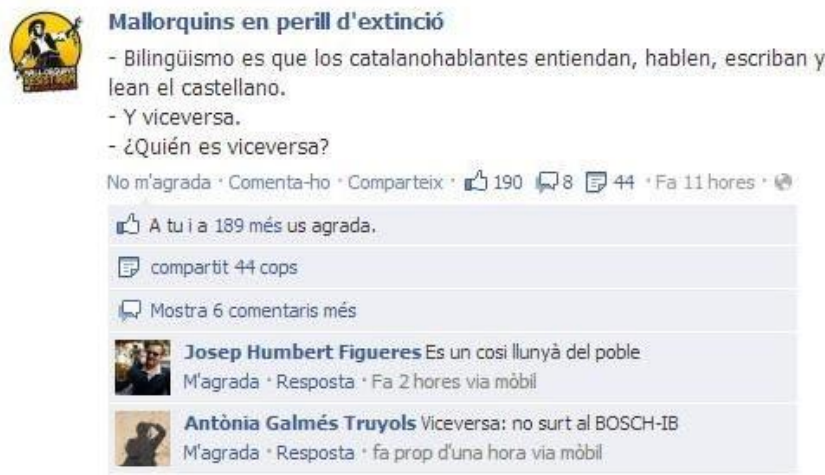 Mallorquins en perill d'extinció
- Bilingüismo es que los catalanohablantes entiendan, hablen, escriban y
lean el castellano.
- Y viceversa.
- ¿Quién es viceversa?
No m'agrada · Comenta-ho · Comparteix · 190 8 44 · Fa 11 hores ·
A tu i a 189 més us agrada.
compartit 44 cops
Mostra 6 comentaris més
Josep Humbert Figueres Es un cosi llunyà del poble
M'agrada · Resposta · Fa 2 hores via mòbil
Antònia Galmés Truyols Viceversa: no surt al BOSCH-IB
M'agrada · Resposta · fa prop d'una hora via mòbil